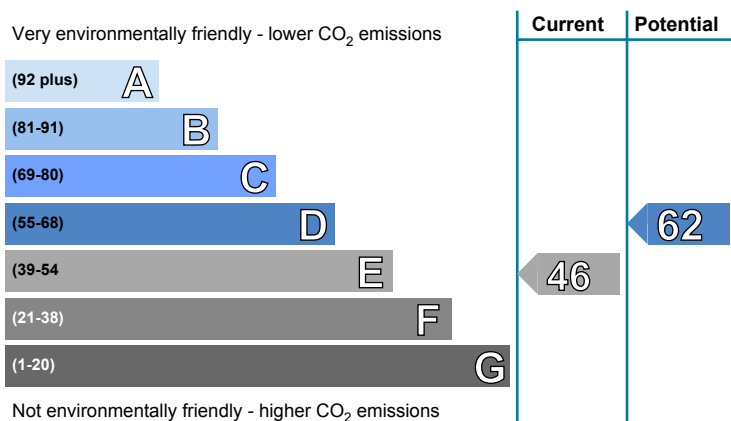 Very environmentally friendly - lower CO2 emissions
Current
Potential
(92 plus) A
(81-91) B
(69-80) C
(55-68) D
62
(39-54 E
46
(21-38) F
(1-20) G
Not environmentally friendly - higher CO2 emissions